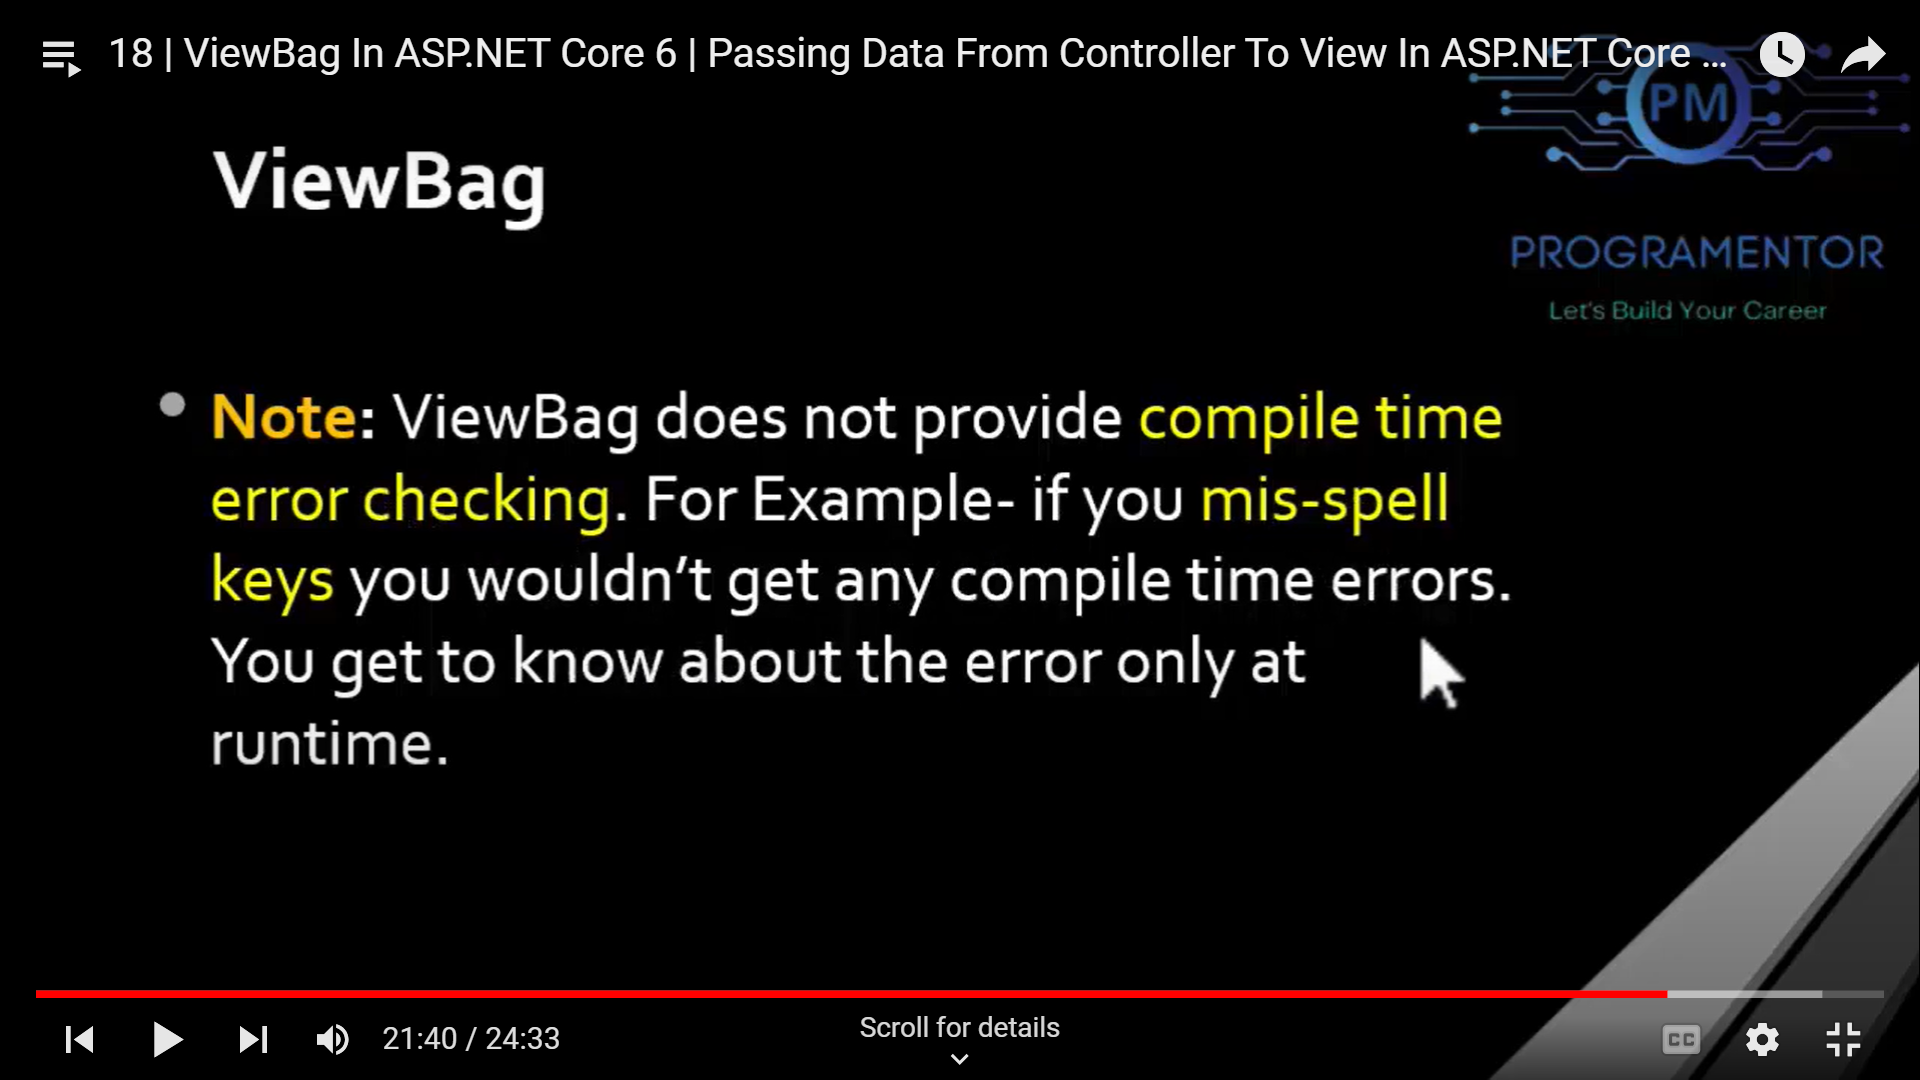 18 | ViewBag In ASP.NET Core 6 | Passing Data From Controller To View In ASP.NET Core ...
PM
ViewBag
PROGRAMENTOR
Let's Build Your Career
Note: ViewBag does not provide compile time
error checking. For Example- if you mis-spell
keys you wouldn't get any compile time errors.
You get to know about the error only at
runtime.
21:40 / 24:33
Scroll for details
CC